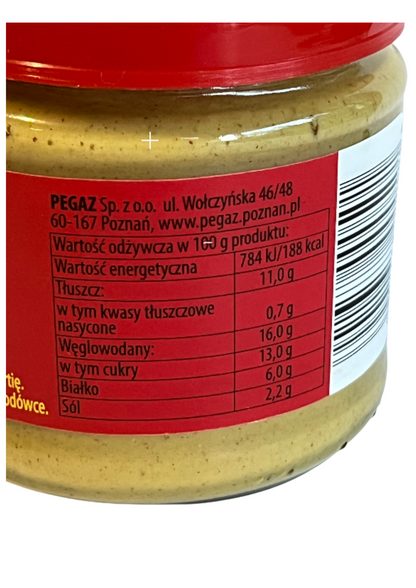 PEGAZ Sp. z o.o. ul. Wołczyńska 46/48
60-167 Poznań, www.pegaz.poznan.pl
Wartość odżywcza w 100 g produktu:
Wartość energetyczna 784 kJ/188 kcal
Tłuszcz: 11,0 g
w tym kwasy tłuszczowe
nasycone 0,7 g
Węglowodany: 16,0 g
w tym cukry 13,0 g
Białko 6,0 g
Sól 2,2 g